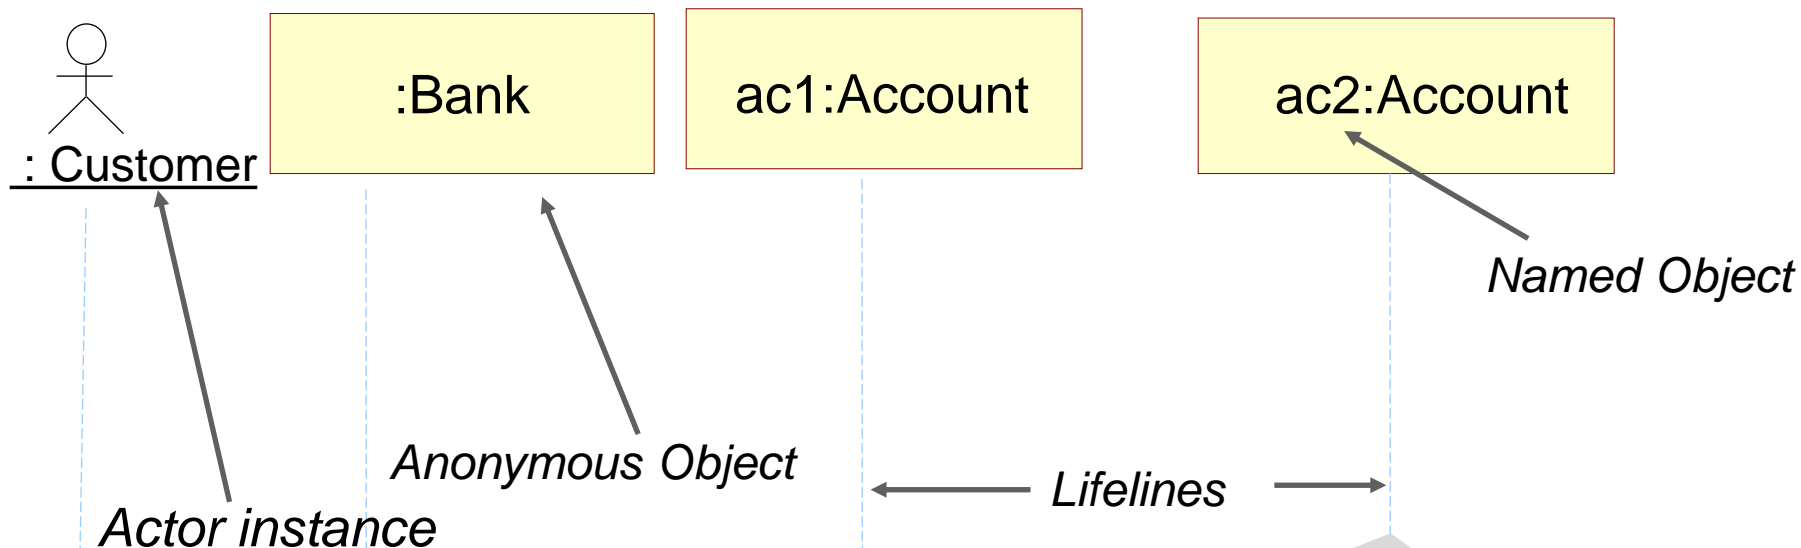 :Bank
ac1:Account
ac2:Account
: Customer
Named Object
Anonymous Object
Lifelines
Actor instance